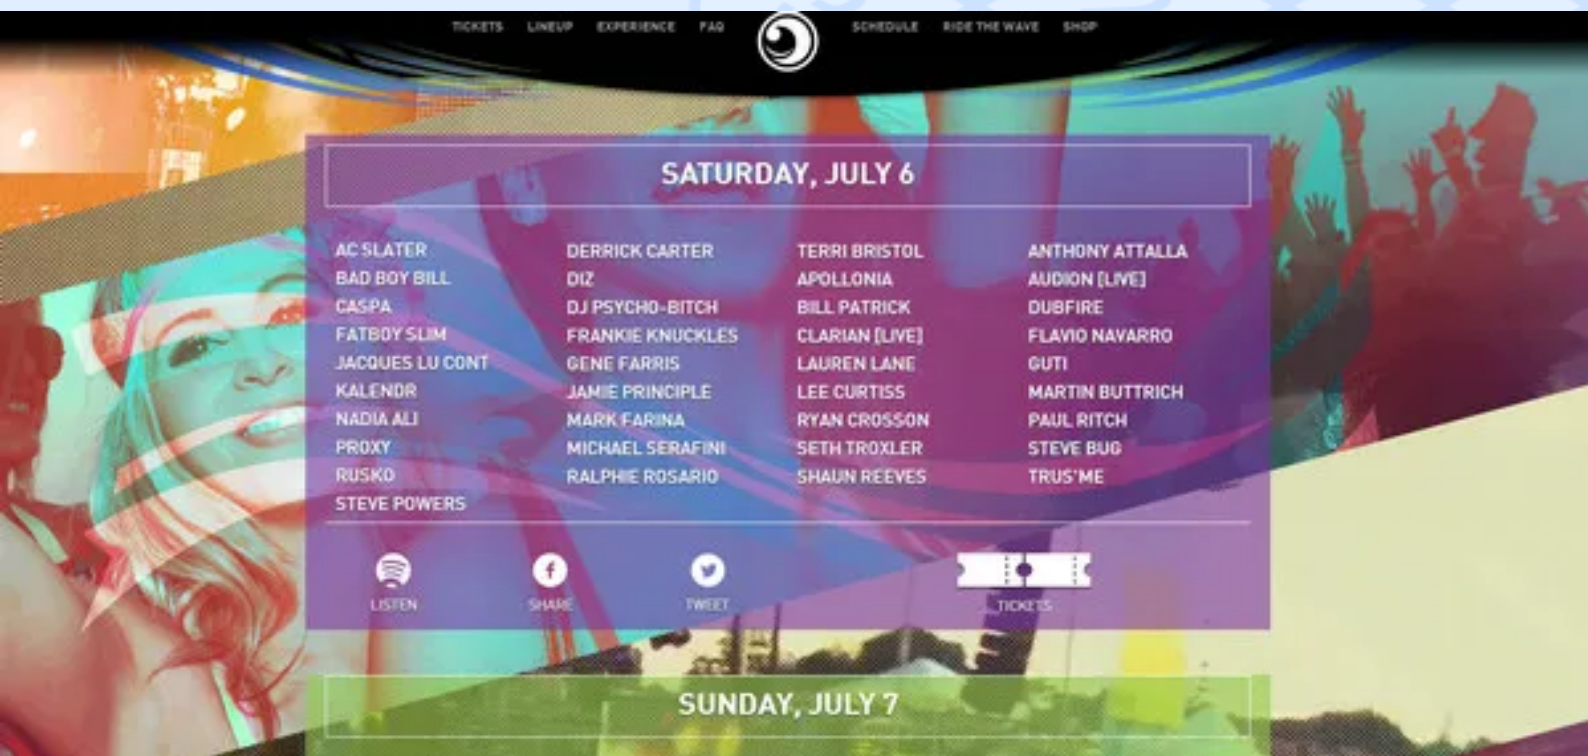 TICKETS LINEUP EXPERIENCE FAQ SCHEDULE RIDE THE WAVE SHOP
SATURDAY, JULY 6
AC SLATER
BAD BOY BILL
CASPA
FATBOY SLIM
JACQUES LU CONT
KALENDR
NADIA ALI
PROXY
RUSKO
STEVE POWERS
DERRICK CARTER
DIZ
DJ PSYCHO-BITCH
FRANKIE KNUCKLES
GENE FARRIS
JAMIE PRINCIPLE
MARK FARINA
MICHAEL SERAFINI
RALPHIE ROSARIO
TERRI BRISTOL
APOLLONIA
BILL PATRICK
CLARIAN [LIVE]
LAUREN LANE
LEE CURTISS
RYAN CROSSON
SETH TROXLER
SHAUN REEVES
ANTHONY ATTALLA
AUDION [LIVE]
DUBFIRE
FLAVIO NAVARRO
GUTI
MARTIN BUTTRICH
PAUL RITCH
STEVE BUG
TRUS'ME
LISTEN SHARE TWEET TICKETS
SUNDAY, JULY 7